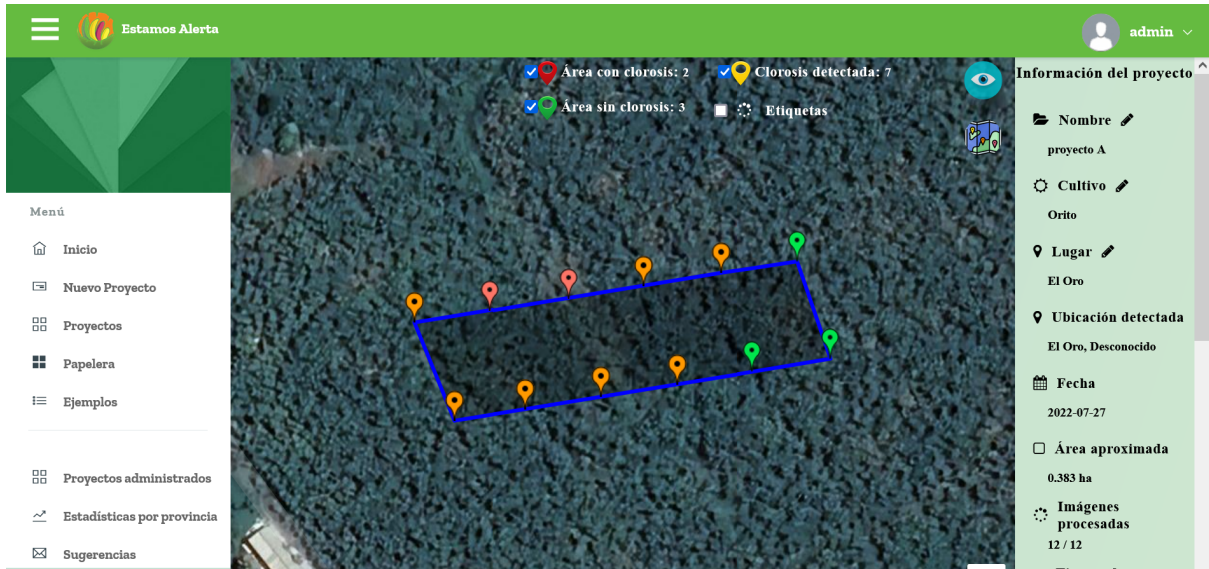 Estamos Alerta
admin
Menú
Inicio
Nuevo Proyecto
Proyectos
Papelera
Ejemplos
Proyectos administrados
Estadísticas por provincia
Sugerencias
Área con clorosis: 2
Clorosis detectada: 7
Área sin clorosis: 3
Etiquetas
Información del proyecto
Nombre
proyecto A
Cultivo
Orito
Lugar
El Oro
Ubicación detectada
El Oro, Desconocido
Fecha
2022-07-27
Área aproximada
0.383 ha
Imágenes
procesadas
12 / 12